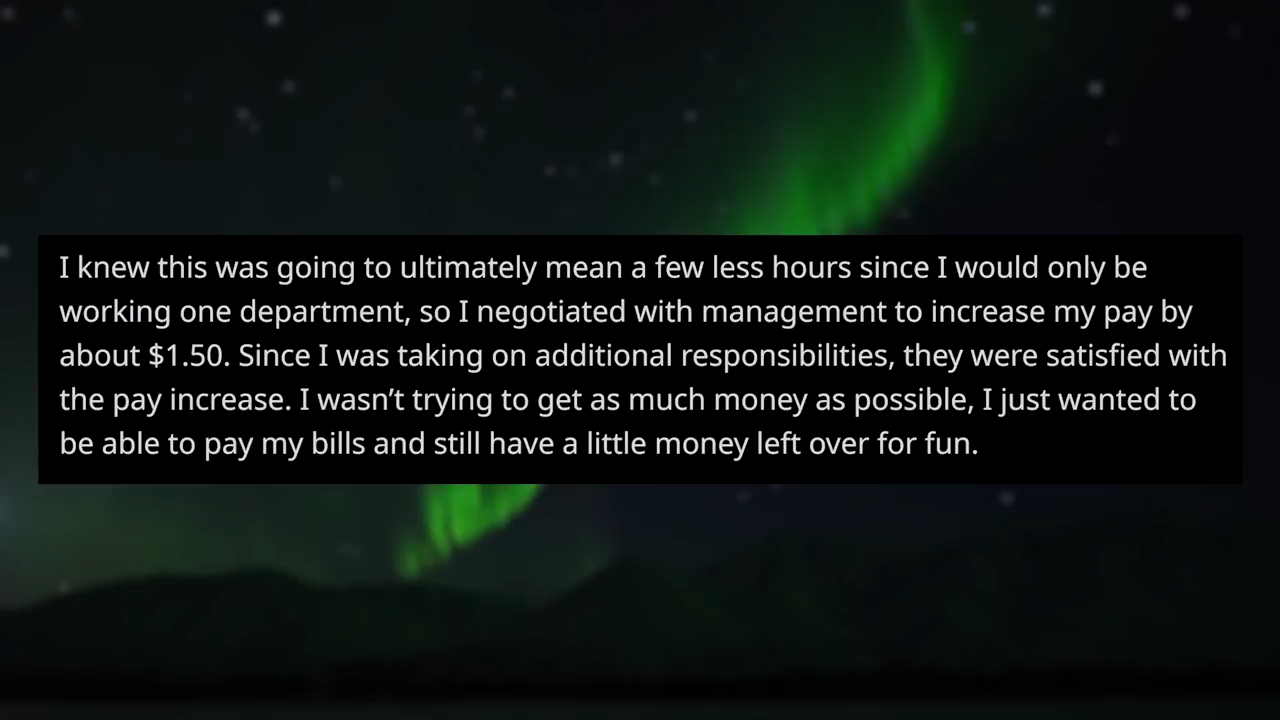 I knew this was going to ultimately mean a few less hours since I would only be
working one department, so I negotiated with management to increase my pay by
about $1.50. Since I was taking on additional responsibilities, they were satisfied with
the pay increase. I wasn’t trying to get as much money as possible, I just wanted to
be able to pay my bills and still have a little money left over for fun.